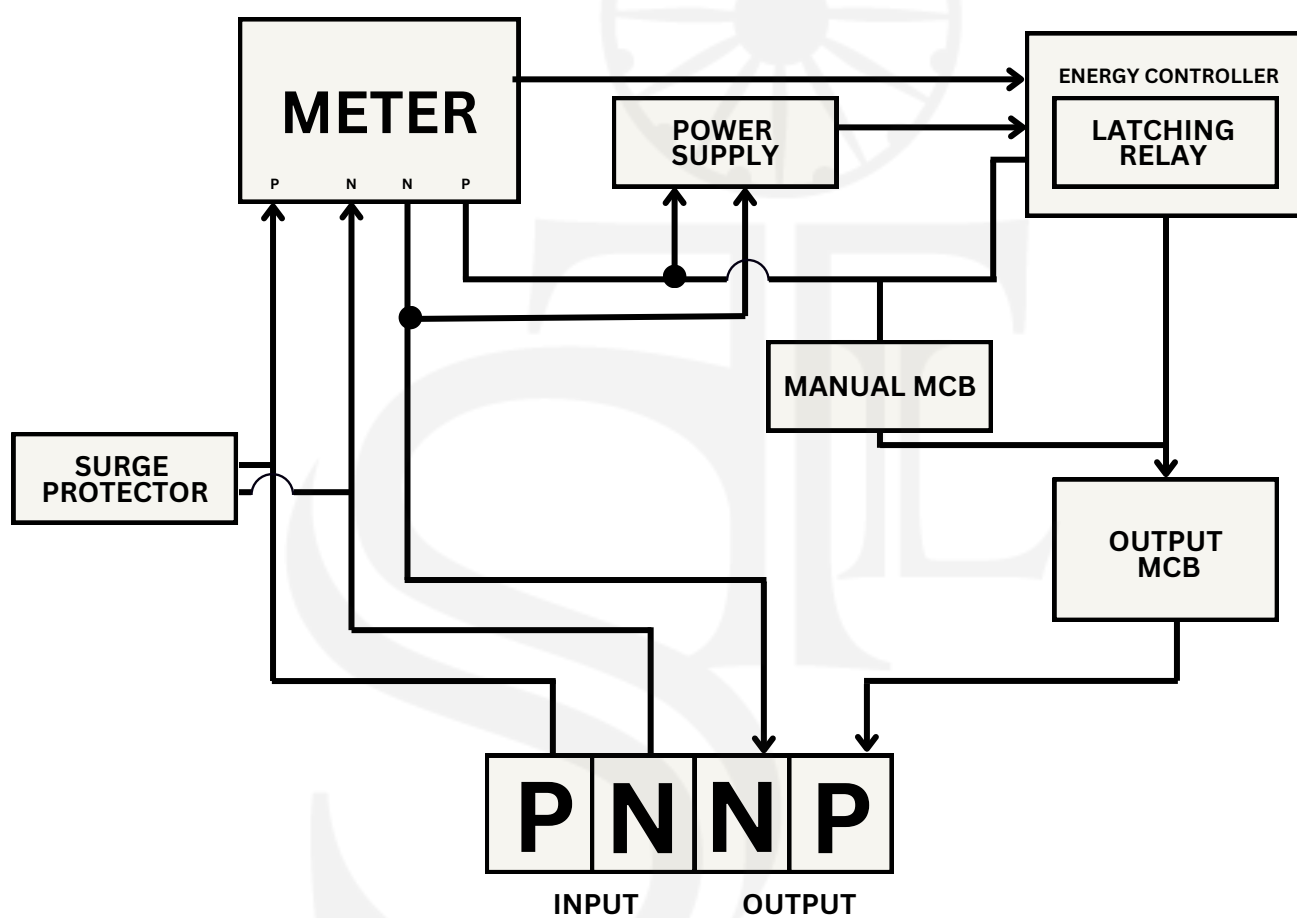 METER
P N N P
POWER
SUPPLY
ENERGY CONTROLLER
LATCHING
RELAY
MANUAL MCB
SURGE
PROTECTOR
OUTPUT
MCB
P N N P
INPUT OUTPUT